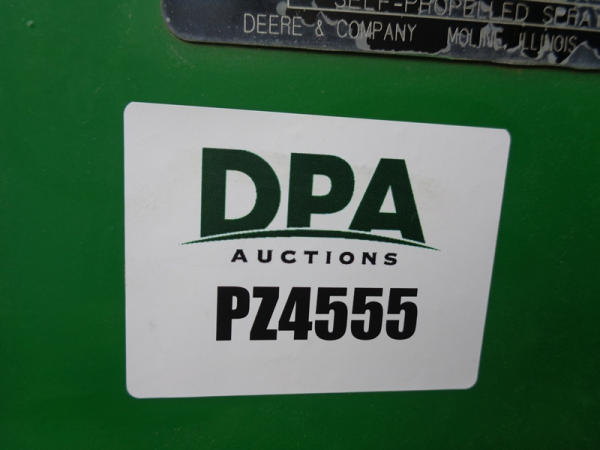 SELF-PROPELLED SPRA
DEERE & COMPANY MOLINE, ILLINOIS
DPA
AUCTIONS
PZ4555